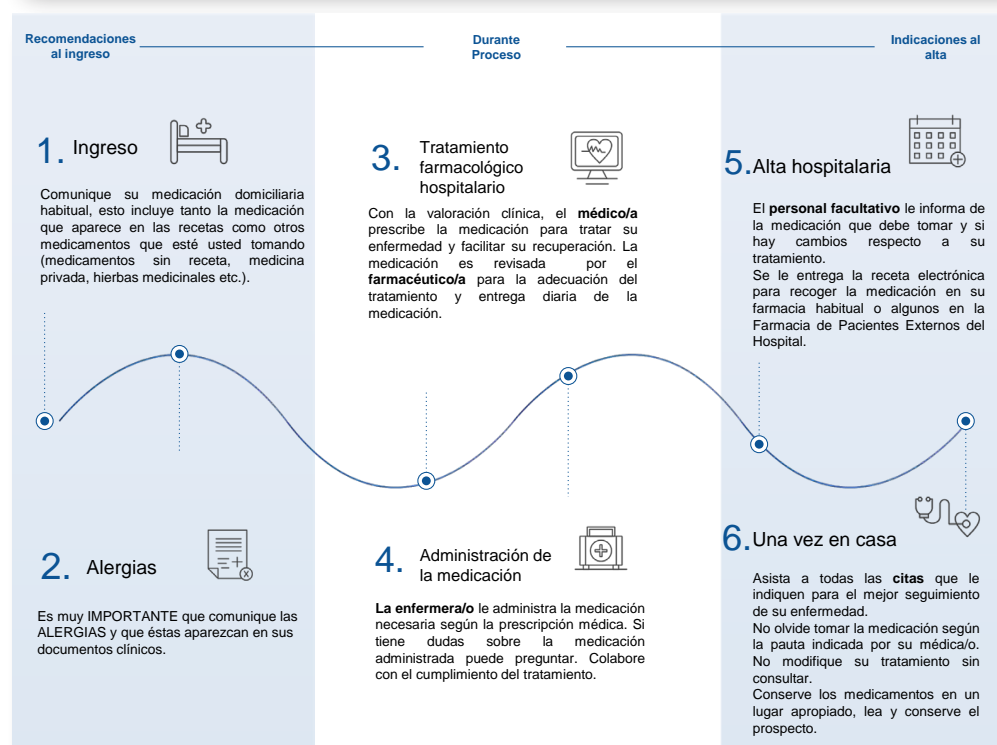 Recomendaciones
al ingreso
Durante
Proceso
Indicaciones al
alta
1. Ingreso
Comunique su medicación domiciliaria
habitual, esto incluye tanto la medicación
que aparece en las recetas como otros
medicamentos que esté usted tomando
(medicamentos sin receta, medicina
privada, hierbas medicinales etc.).
2. Alergias
Es muy IMPORTANTE que comunique las
ALERGIAS y que éstas aparezcan en sus
documentos clínicos.
3. Tratamiento
farmacológico
hospitalario
Con la valoración clínica, el médico/a
prescribe la medicación para tratar su
enfermedad y facilitar su recuperación. La
medicación es revisada por el
farmacéutico/a para la adecuación del
tratamiento y entrega diaria de la
medicación.
4. Administración de
la medicación
La enfermera/o le administra la medicación
necesaria según la prescripción médica. Si
tiene dudas sobre la medicación
administrada puede preguntar. Colabore
con el cumplimiento del tratamiento.
5. Alta hospitalaria
El personal facultativo le informa de
la medicación que debe tomar y si
hay cambios respecto a su
tratamiento.
Se le entrega la receta electrónica
para recoger la medicación en su
farmacia habitual o algunos en la
Farmacia de Pacientes Externos del
Hospital.
6. Una vez en casa
Asista a todas las citas que le
indiquen para el mejor seguimiento
de su enfermedad.
No olvide tomar la medicación según
la pauta indicada por su médica/o.
No modifique su tratamiento sin
consultar.
Conserve los medicamentos en un
lugar apropiado, lea y conserve el
prospecto.